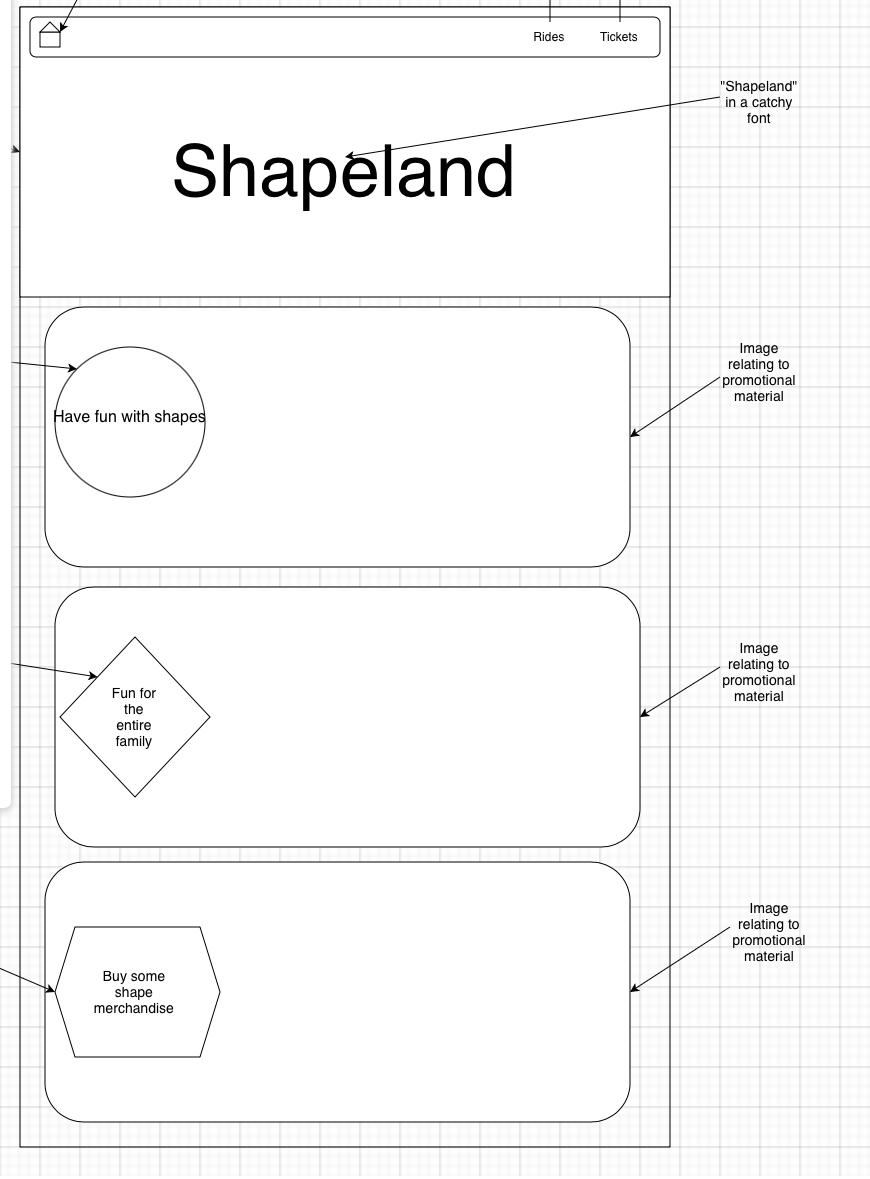 Rides
Tickets
"Shapeland"
in a catchy
font
Shapeland
Image
relating to
promotional
material
Have fun with shapes
Image
relating to
promotional
material
Fun for
the
entire
family
Image
relating to
promotional
material
Buy some
shape
merchandise